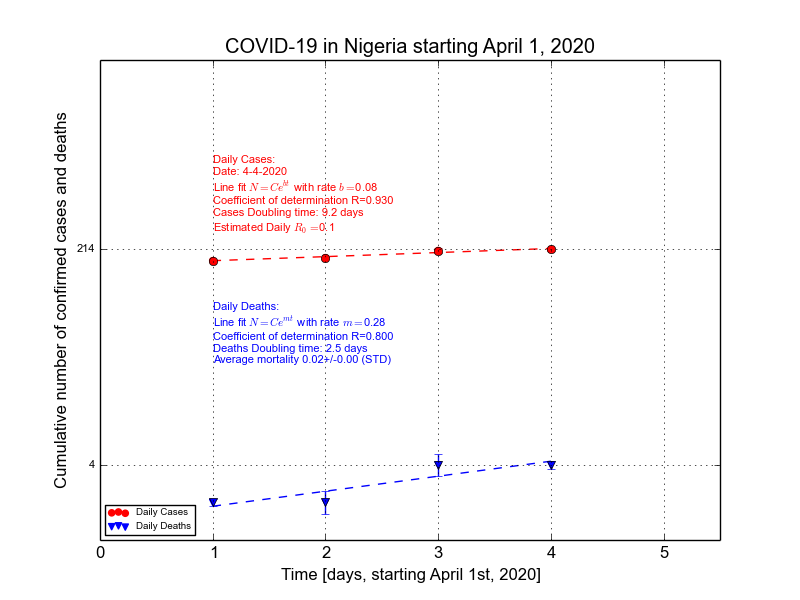 COVID-19 in Nigeria starting April 1, 2020
Cumulative number of confirmed cases and deaths
Daily Cases:
Date: 4-4-2020
Line fit N=Ce^{bt} with rate b=0.08
Coefficient of determination R=0.930
Cases Doubling time: 9.2 days
Estimated Daily R_0 =0.1
214
Daily Deaths:
Line fit N=Ce^{mt} with rate m=0.28
Coefficient of determination R=0.800
Deaths Doubling time: 2.5 days
Average mortality 0.02+/-0.00 (STD)
4
Daily Cases
Daily Deaths
0 1 2 3 4 5
Time [days, starting April 1st, 2020]